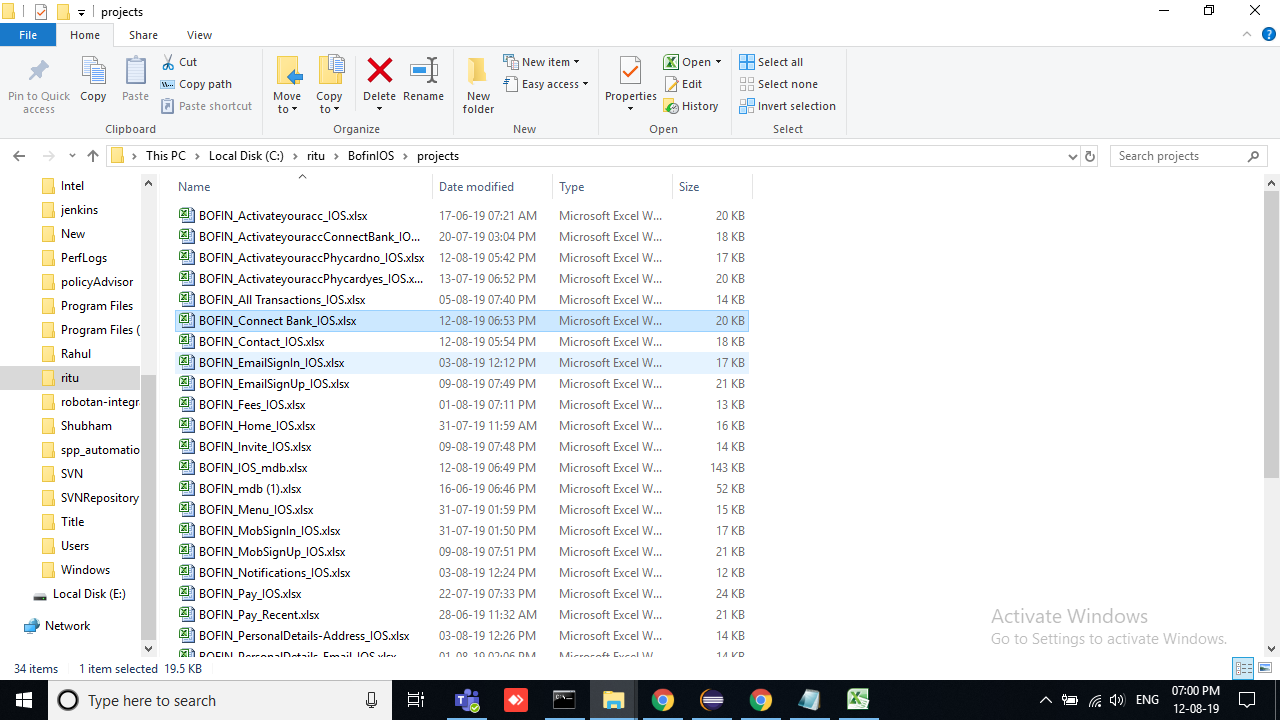 projects
File Home Share View
Pin to Quick access
Copy
Paste
Cut
Copy path
Paste shortcut
Clipboard
Move to
Copy to
Delete
Rename
Organize
New folder
New item
Easy access
New
Properties
Open
Edit
History
Open
Select all
Select none
Invert selection
Select
This PC > Local Disk (C:) > ritu > BofinIOS > projects
Search projects
Intel
jenkins
New
PerfLogs
policyAdvisor
Program Files
Program Files (
Rahul
ritu
robotan-integr
Shubham
spp_automatio
SVN
SVNRepository
Title
Users
Windows
Local Disk (E:)
Network
Name Date modified Type Size
BOFIN_Activateyouracc_IOS.xlsx 17-06-19 07:21 AM Microsoft Excel W... 20 KB
BOFIN_ActivateyouraccConnectBank_IO... 20-07-19 03:04 PM Microsoft Excel W... 18 KB
BOFIN_ActivateyouraccPhycardno_IOS.xlsx 12-08-19 05:42 PM Microsoft Excel W... 17 KB
BOFIN_ActivateyouraccPhycardyes_IOS.x... 13-07-19 06:52 PM Microsoft Excel W... 20 KB
BOFIN_All Transactions_IOS.xlsx 05-08-19 07:40 PM Microsoft Excel W... 14 KB
BOFIN_Connect Bank_IOS.xlsx 12-08-19 06:53 PM Microsoft Excel W... 20 KB
BOFIN_Contact_IOS.xlsx 12-08-19 05:54 PM Microsoft Excel W... 18 KB
BOFIN_EmailSignIn_IOS.xlsx 03-08-19 12:12 PM Microsoft Excel W... 17 KB
BOFIN_EmailSignUp_IOS.xlsx 09-08-19 07:49 PM Microsoft Excel W... 21 KB
BOFIN_Fees_IOS.xlsx 01-08-19 07:11 PM Microsoft Excel W... 13 KB
BOFIN_Home_IOS.xlsx 31-07-19 11:59 AM Microsoft Excel W... 16 KB
BOFIN_Invite_IOS.xlsx 09-08-19 07:48 PM Microsoft Excel W... 14 KB
BOFIN_IOS_mdb.xlsx 12-08-19 06:49 PM Microsoft Excel W... 143 KB
BOFIN_mdb (1).xlsx 16-06-19 06:46 PM Microsoft Excel W... 52 KB
BOFIN_Menu_IOS.xlsx 31-07-19 01:59 PM Microsoft Excel W... 15 KB
BOFIN_MobSignIn_IOS.xlsx 31-07-19 01:50 PM Microsoft Excel W... 17 KB
BOFIN_MobSignUp_IOS.xlsx 09-08-19 07:51 PM Microsoft Excel W... 21 KB
BOFIN_Notifications_IOS.xlsx 03-08-19 12:24 PM Microsoft Excel W... 12 KB
BOFIN_Pay_IOS.xlsx 22-07-19 07:33 PM Microsoft Excel W... 24 KB
BOFIN_Pay_Recent.xlsx 28-06-19 11:32 AM Microsoft Excel W... 21 KB
BOFIN_PersonalDetails-Address_IOS.xlsx 03-08-19 12:26 PM Microsoft Excel W... 14 KB
BOFIN_PersonalDetails-Email_IOS.xlsx 01-08-19 02:06 PM Microsoft Excel W... 14 KB
Activate Windows
Go to Settings to activate Windows.
34 items 1 item selected 19.5 KB
Type here to search
ENG
07:00 PM
12-08-19